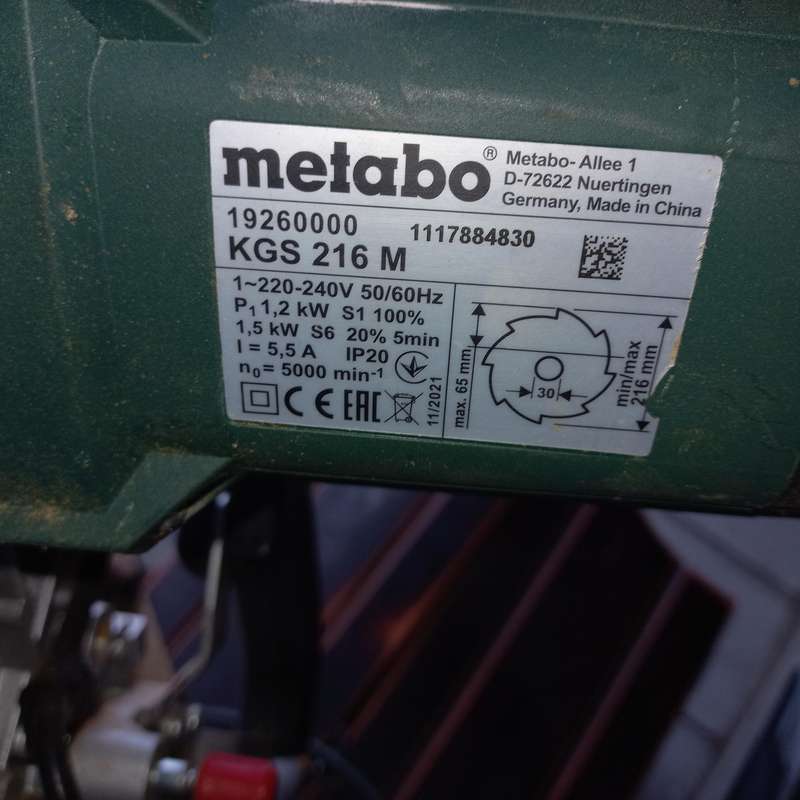 metabo® Metabo- Allee 1
D-72622 Nuertingen
Germany, Made in China
19260000 1117884830
KGS 216 M
1~220-240V 50/60Hz
P1 1,2 kW S1 100%
1,5 kW S6 20% 5min
I = 5,5 A IP20
n0= 5000 min-1
CE EAC
11/2021
max. 65 mm
30
min/max
216 mm